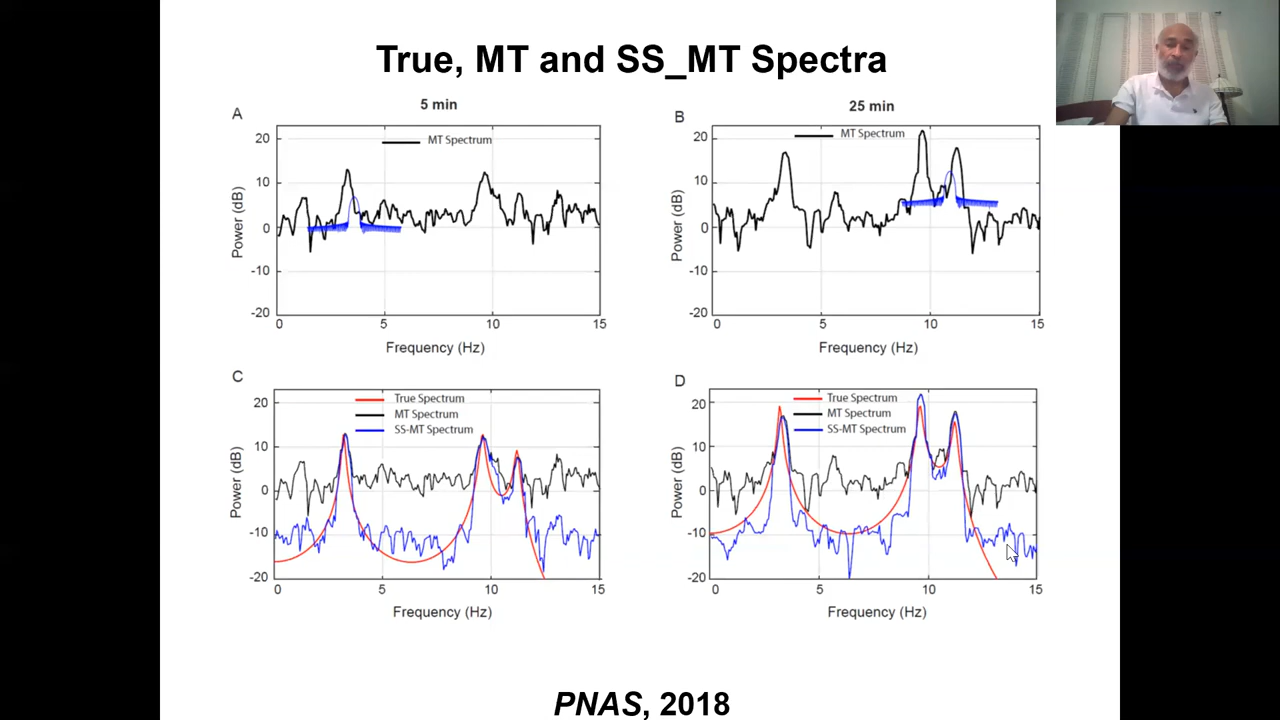 True, MT and SS_MT Spectra
A
5 min
MT Spectrum
20
10
0
-10
-20
Power (dB)
0
5
10
15
Frequency (Hz)
B
25 min
MT Spectrum
20
10
0
-10
-20
Power (dB)
0
5
10
15
Frequency (Hz)
C
True Spectrum
MT Spectrum
SS-MT Spectrum
20
10
0
-10
-20
Power (dB)
0
5
10
15
Frequency (Hz)
D
True Spectrum
MT Spectrum
SS-MT Spectrum
20
10
0
-10
-20
Power (dB)
0
5
10
15
Frequency (Hz)
PNAS, 2018